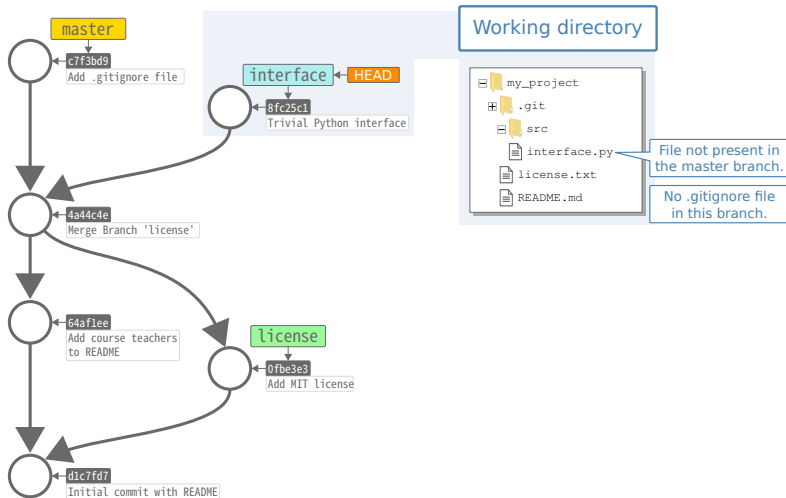 master
c7f3bd9
Add .gitignore file
interface
HEAD
8fc25c1
Trivial Python interface
4a44c4e
Merge Branch 'license'
64af1ee
Add course teachers
to README
license
0fbe3e3
Add MIT license
d1c7fd7
Initial commit with README
Working directory
my_project
.git
src
interface.py
license.txt
README.md
File not present in
the master branch.
No .gitignore file
in this branch.